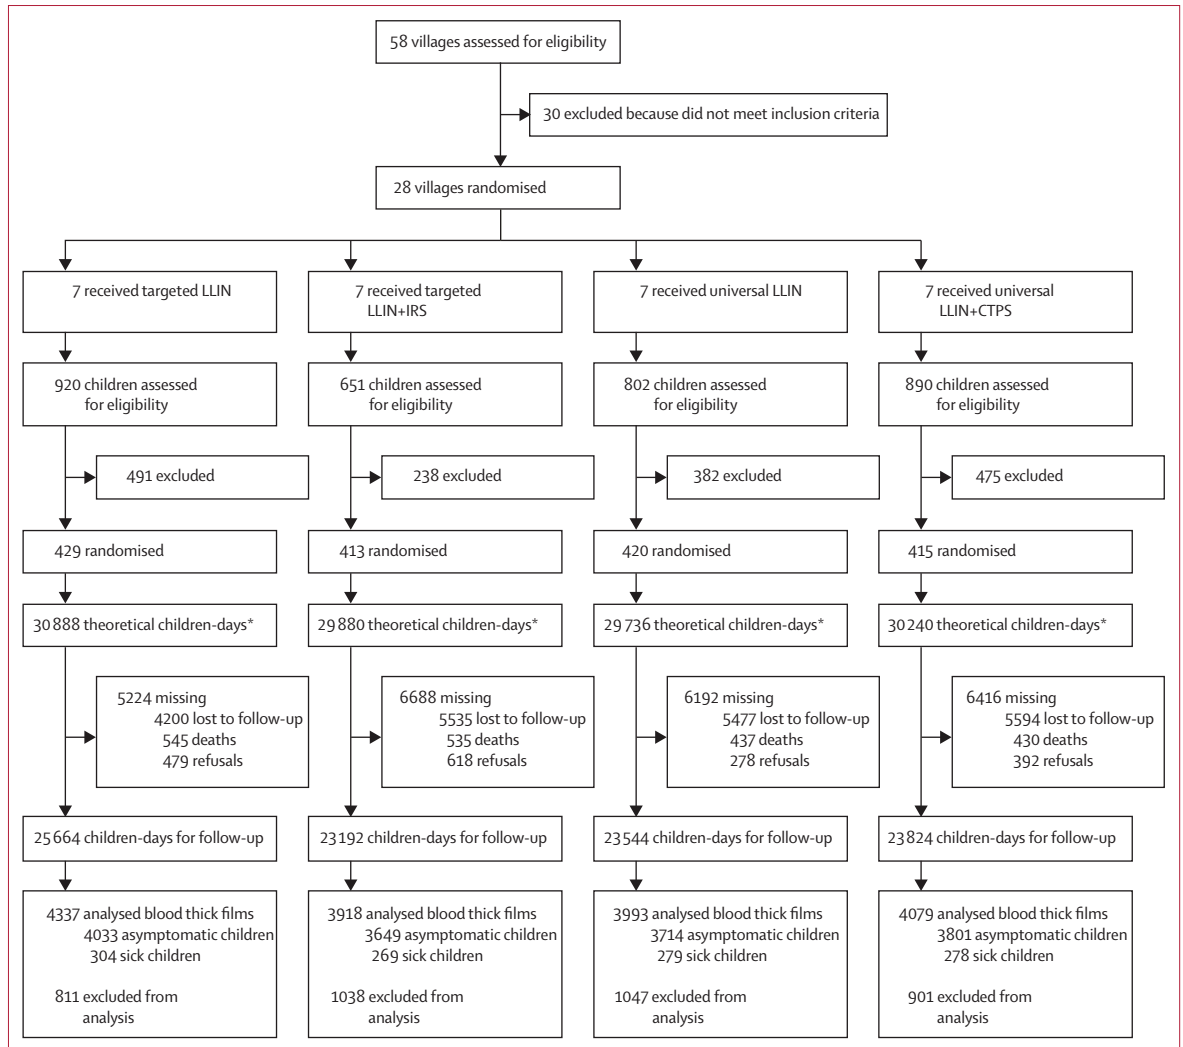 58 villages assessed for eligibility
30 excluded because did not meet inclusion criteria
28 villages randomised
7 received targeted LLIN
7 received targeted
LLIN+IRS
7 received universal LLIN
7 received universal
LLIN+CTPS
920 children assessed
for eligibility
651 children assessed
for eligibility
802 children assessed
for eligibility
890 children assessed
for eligibility
491 excluded
238 excluded
382 excluded
475 excluded
429 randomised
413 randomised
420 randomised
415 randomised
30 888 theoretical children-days*
29 880 theoretical children-days*
29 736 theoretical children-days*
30 240 theoretical children-days*
5224 missing
4200 lost to follow-up
545 deaths
479 refusals
6688 missing
5535 lost to follow-up
535 deaths
618 refusals
6192 missing
5477 lost to follow-up
437 deaths
278 refusals
6416 missing
5594 lost to follow-up
430 deaths
392 refusals
25 664 children-days for follow-up
23 192 children-days for follow-up
23 544 children-days for follow-up
23 824 children-days for follow-up
4337 analysed blood thick films
4033 asymptomatic children
304 sick children
811 excluded from
analysis
3918 analysed blood thick films
3649 asymptomatic children
269 sick children
1038 excluded from
analysis
3993 analysed blood thick films
3714 asymptomatic children
279 sick children
1047 excluded from
analysis
4079 analysed blood thick films
3801 asymptomatic children
278 sick children
901 excluded from
analysis